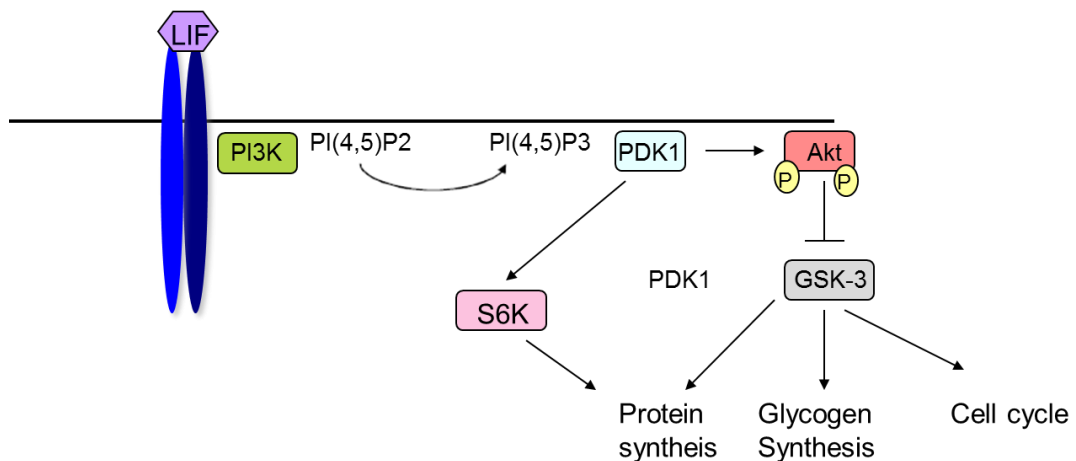 LIF
PI3K
PI(4,5)P2
PI(4,5)P3
PDK1
Akt
P
P
PDK1
GSK-3
S6K
Protein
syntheis
Glycogen
Synthesis
Cell cycle